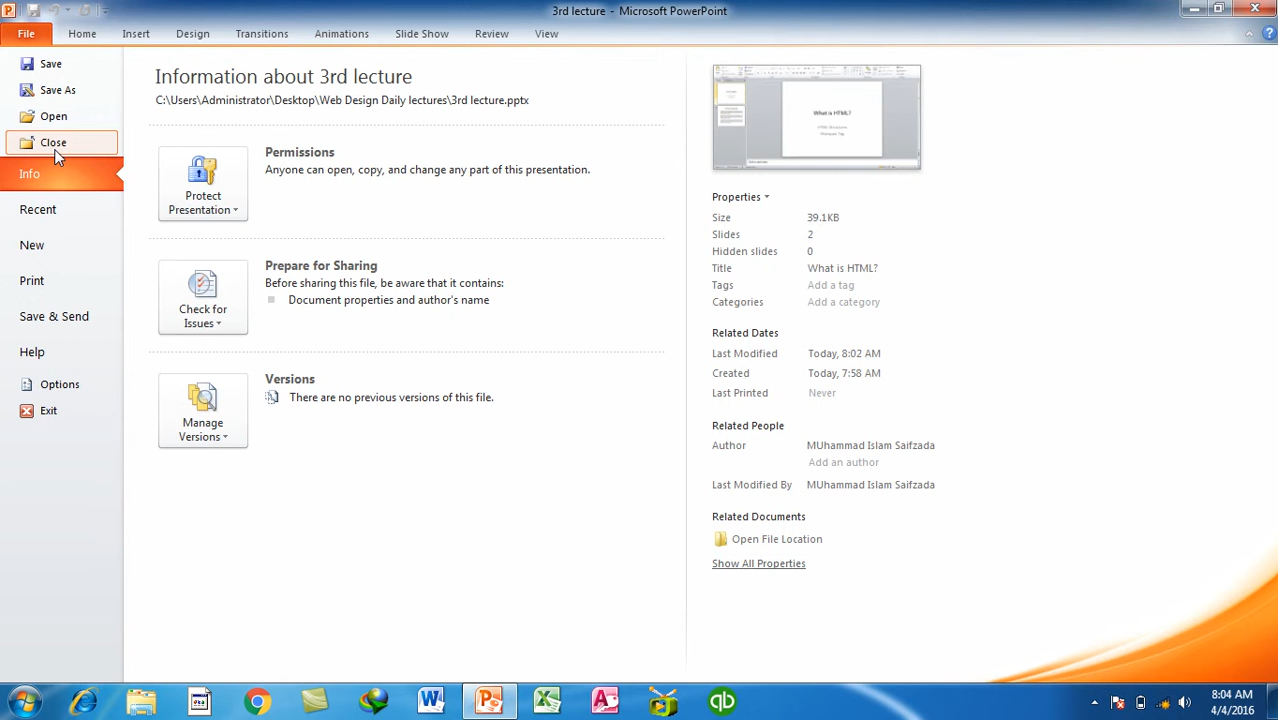 3rd lecture - Microsoft PowerPoint
File Home Insert Design Transitions Animations Slide Show Review View
Save
Save As
Open
Close
Info
Recent
New
Print
Save & Send
Help
Options
Exit
Information about 3rd lecture
C:\Users\Administrator\Desktop\Web Design Daily lectures\3rd lecture.pptx
Protect
Presentation
Permissions
Anyone can open, copy, and change any part of this presentation.
Check for
Issues
Prepare for Sharing
Before sharing this file, be aware that it contains:
Document properties and author's name
Manage
Versions
Versions
There are no previous versions of this file.
What is HTML?
HTML Structures
Marquee Tag
Properties
Size 39.1KB
Slides 2
Hidden slides 0
Title What is HTML?
Tags Add a tag
Categories Add a category
Related Dates
Last Modified Today, 8:02 AM
Created Today, 7:58 AM
Last Printed Never
Related People
Author MUhammad Islam Saifzada
Add an author
Last Modified By MUhammad Islam Saifzada
Related Documents
Open File Location
Show All Properties
8:04 AM
4/4/2016